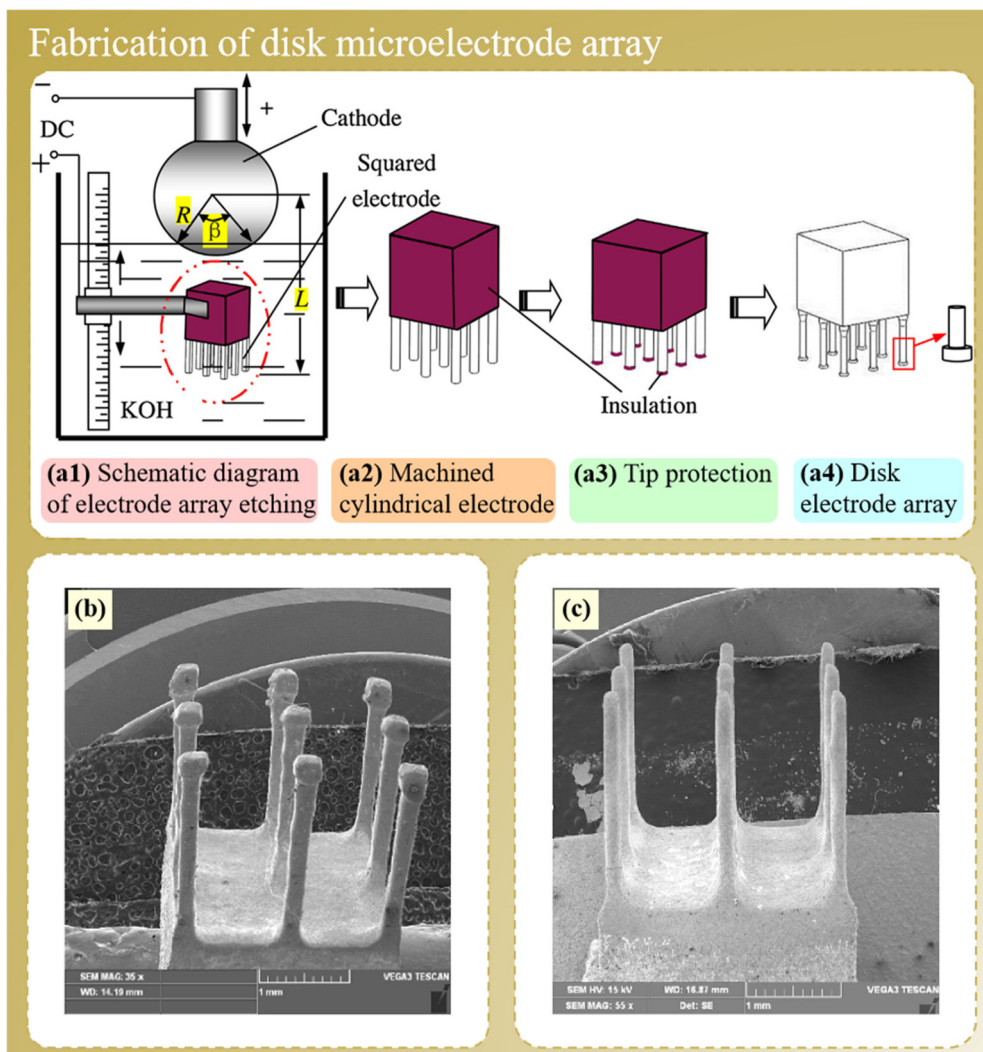 Fabrication of disk microelectrode array
−
+
DC
+
Cathode
Squared
electrode
R
β
L
KOH
Insulation
(a1) Schematic diagram
of electrode array etching
(a2) Machined
cylindrical electrode
(a3) Tip protection
(a4) Disk
electrode array
(b)
SEM MAG: 35 x
WD: 14.19 mm
1 mm
VEGA3 TESCAN
(c)
SEM HV: 15 kV
WD: 16.87 mm
VEGA3 TESCAN
SEM MAG: 55 x
Det: SE
1 mm